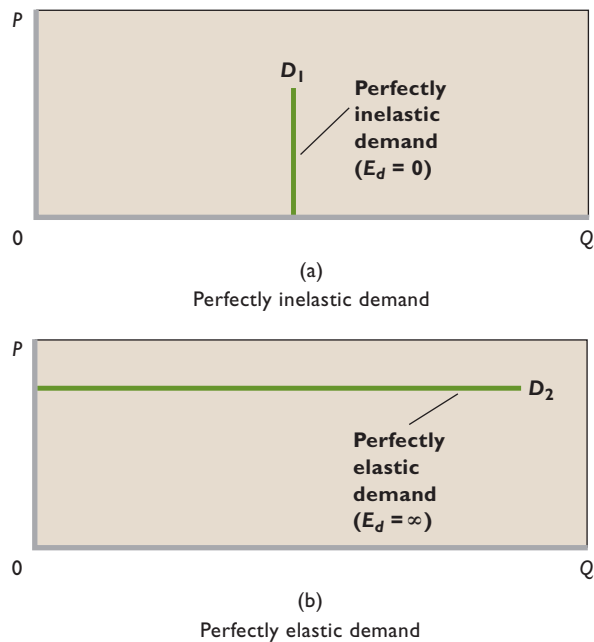 P
D1
Perfectly
inelastic
demand
(Ed = 0)
0
Q
(a)
Perfectly inelastic demand
P
D2
Perfectly
elastic
demand
(Ed = ∞)
0
Q
(b)
Perfectly elastic demand